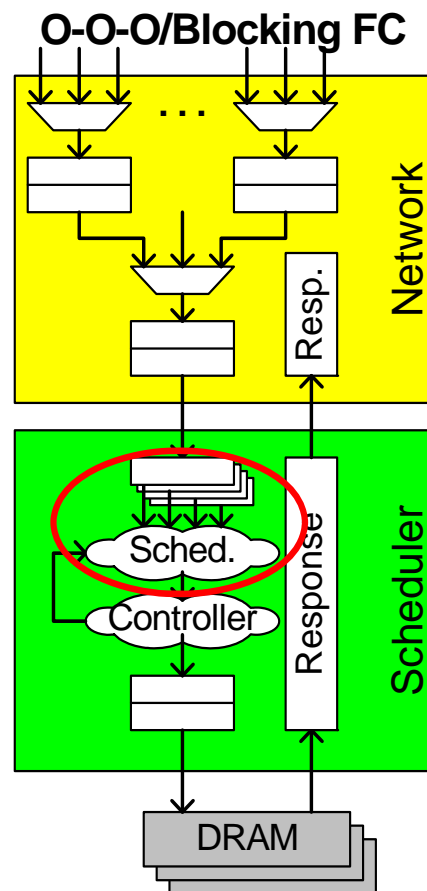 O-O-O/Blocking FC
. . .
Network
Resp.
Sched.
Controller
Response
Scheduler
DRAM